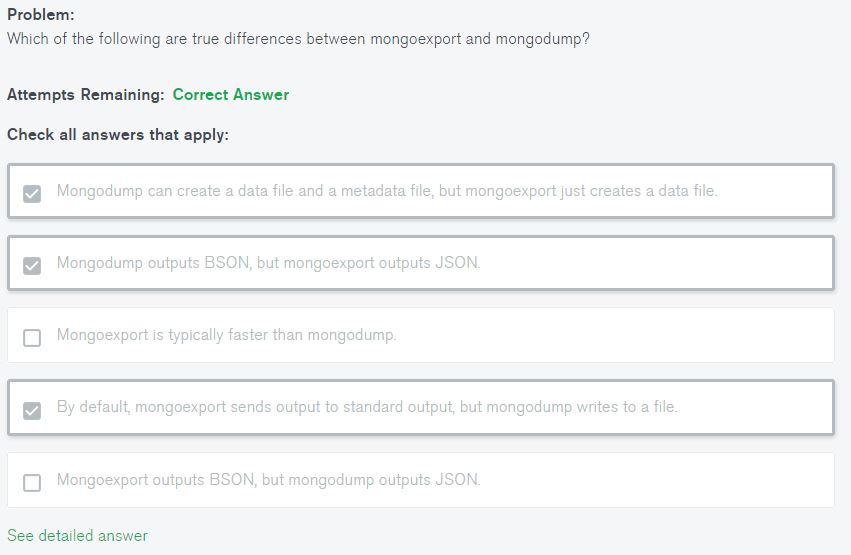 Problem:
Which of the following are true differences between mongoexport and mongodump?
Attempts Remaining: Correct Answer
Check all answers that apply:
Mongodump can create a data file and a metadata file, but mongoexport just creates a data file.
Mongodump outputs BSON, but mongoexport outputs JSON.
Mongoexport is typically faster than mongodump.
By default, mongoexport sends output to standard output, but mongodump writes to a file.
Mongoexport outputs BSON, but mongodump outputs JSON.
See detailed answer